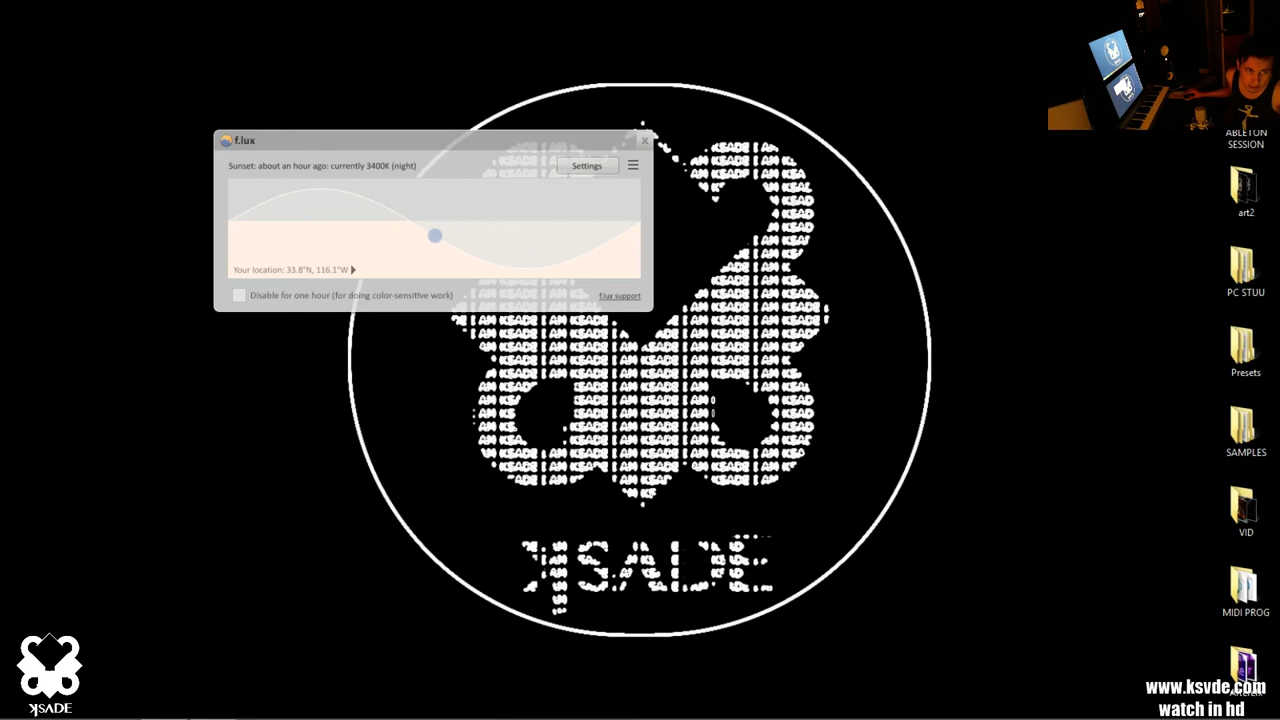 f.lux
Sunset: about an hour ago: currently 3400K (night)
Settings
Your location: 33.8°N, 116.1°W
Disable for one hour (for doing color-sensitive work)
f.lux support
KSADE
ABLETON
SESSION
art2
PC STUU
Presets
SAMPLES
VID
MIDI PROG
KSADE
www.ksvde.com
watch in hd